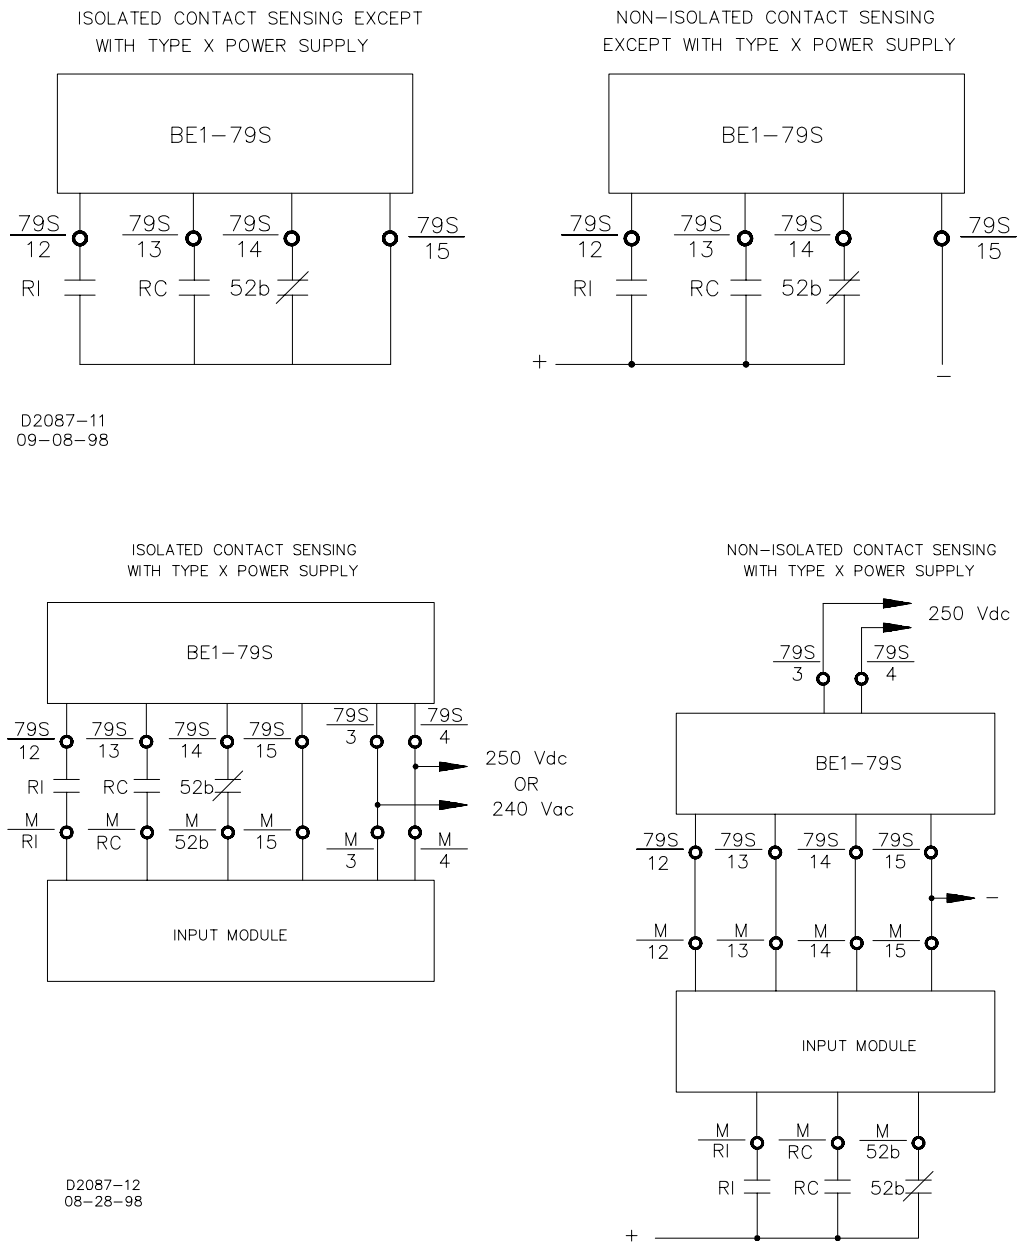 ISOLATED CONTACT SENSING EXCEPT
WITH TYPE X POWER SUPPLY
BE1-79S
79S
12
79S
13
79S
14
79S
15
RI
RC
52b
NON-ISOLATED CONTACT SENSING
EXCEPT WITH TYPE X POWER SUPPLY
BE1-79S
79S
12
79S
13
79S
14
79S
15
RI
RC
52b
+
-
D2087-11
09-08-98
ISOLATED CONTACT SENSING
WITH TYPE X POWER SUPPLY
BE1-79S
79S
12
79S
13
79S
14
79S
15
79S
3
79S
4
250 Vdc
OR
240 Vac
RI
RC
52b
M
RI
M
RC
M
52b
M
15
M
3
M
4
INPUT MODULE
D2087-12
08-28-98
NON-ISOLATED CONTACT SENSING
WITH TYPE X POWER SUPPLY
250 Vdc
79S
3
79S
4
BE1-79S
79S
12
79S
13
79S
14
79S
15
-
M
12
M
13
M
14
M
15
INPUT MODULE
M
RI
M
RC
M
52b
RI
RC
52b
+